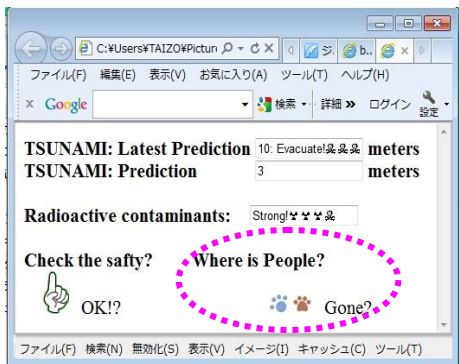 C:¥Users¥TAIZO¥Pictun
シ. b..
ファイル(F) 編集(E) 表示(V) お気に入り(A) ツール(T) ヘルプ(H)
x Google 検索 詳細 » ログイン 設定
TSUNAMI: Latest Prediction 10: Evacuate! meters
TSUNAMI: Prediction 3 meters
Radioactive contaminants: Strong!
Check the safty? Where is People?
OK!? Gone?
ファイル(F) 検索(N) 無効化(S) 表示(V) イメージ(I) キャッシュ(C) ツール(T)